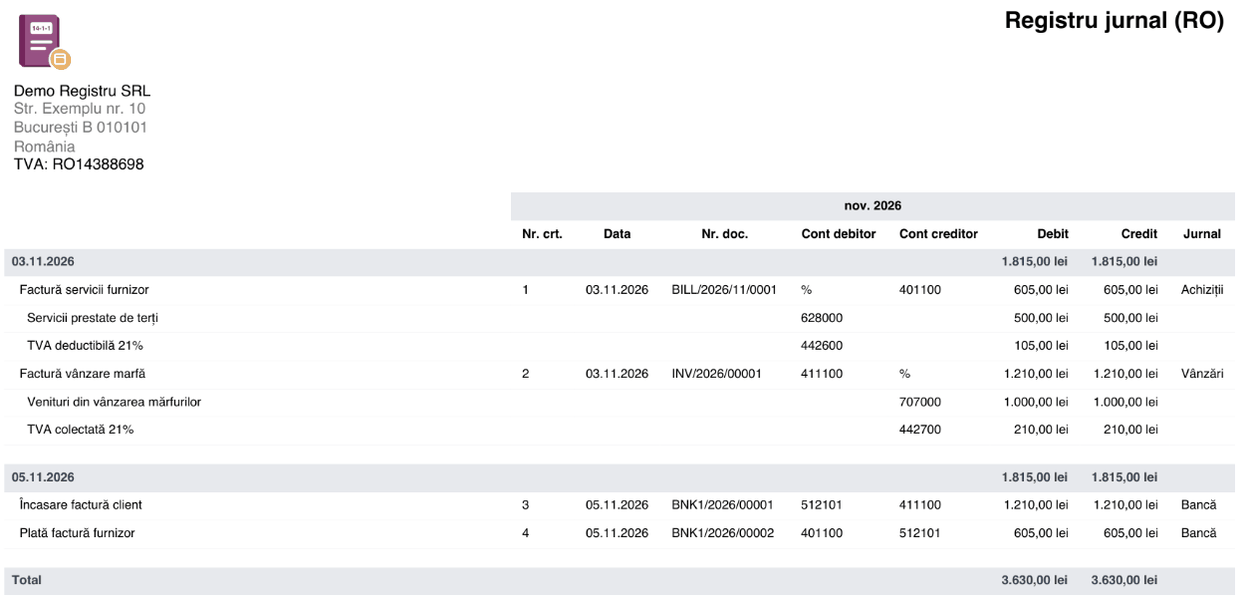 Registru jurnal (RO)
14-1-1
Demo Registru SRL
Str. Exemplu nr. 10
București B 010101
România
TVA: RO14388698
nov. 2026
Nr. crt. Data Nr. doc. Cont debitor Cont creditor Debit Credit Jurnal
03.11.2026 1.815,00 lei 1.815,00 lei
Factură servicii furnizor 1 03.11.2026 BILL/2026/11/0001 % 401100 605,00 lei 605,00 lei Achiziții
Servicii prestate de terți 628000 500,00 lei 500,00 lei
TVA deductibilă 21% 442600 105,00 lei 105,00 lei
Factură vânzare marfă 2 03.11.2026 INV/2026/00001 411100 % 1.210,00 lei 1.210,00 lei Vânzări
Venituri din vânzarea mărfurilor 707000 1.000,00 lei 1.000,00 lei
TVA colectată 21% 442700 210,00 lei 210,00 lei
05.11.2026 1.815,00 lei 1.815,00 lei
Încasare factură client 3 05.11.2026 BNK1/2026/00001 512101 411100 1.210,00 lei 1.210,00 lei Bancă
Plată factură furnizor 4 05.11.2026 BNK1/2026/00002 401100 512101 605,00 lei 605,00 lei Bancă
Total 3.630,00 lei 3.630,00 lei